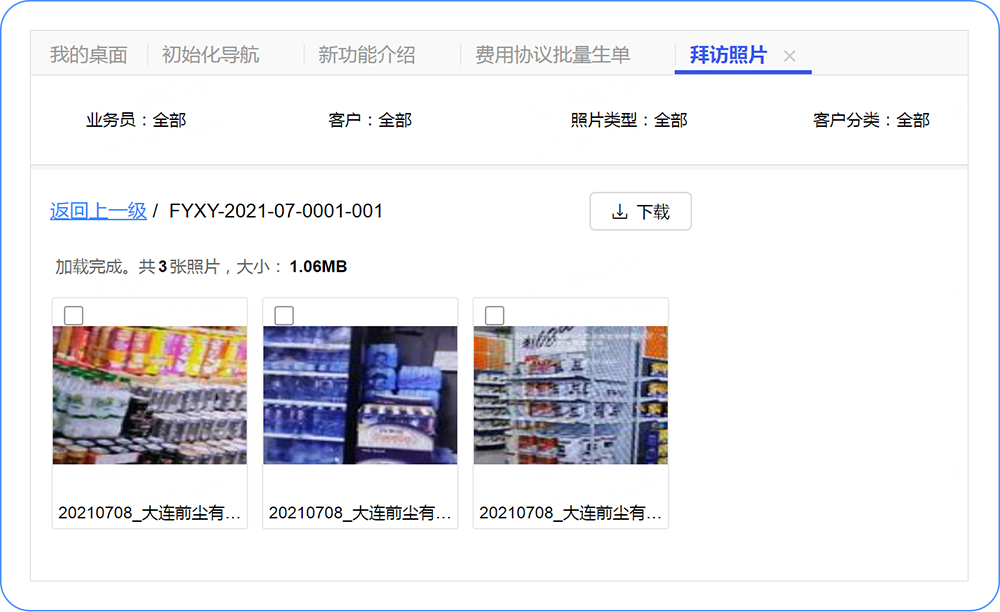 我的桌面 初始化导航 新功能介绍 费用协议批量生单 拜访照片
业务员：全部 客户：全部 照片类型：全部 客户分类：全部
返回上一级 / FYXY-2021-07-0001-001 下载
加载完成。共3张照片，大小：1.06MB
20210708_大连前尘有... 20210708_大连前尘有... 20210708_大连前尘有...